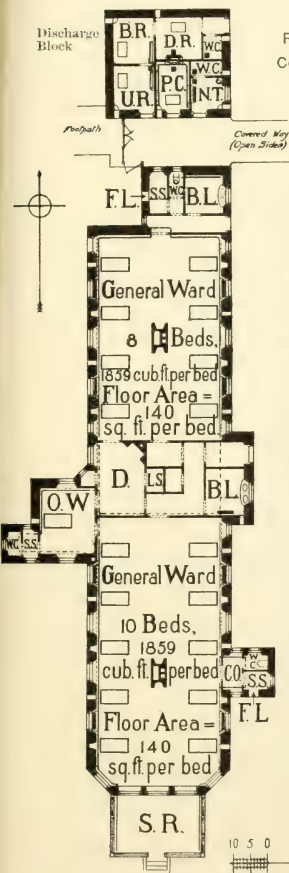 Discharge
Block
B.R.
D.R.
W.C.
U.R.
P.C.
W.C.
N.T.
Footpath
Covered Way
(Open Sides)
F.L.
S.S.
W.C.
B.L.
General Ward
8 Beds,
1859 cub. ft. per bed
Floor Area =
140
sq. ft. per bed
D.
L.S.
B.L.
O.W
W.C.
S.S.
General Ward
10 Beds,
1859
cub. ft. per bed
Floor Area =
140
sq. ft. per bed
W
C
C.O.
S.S.
F.L
S.R.
10 5 0